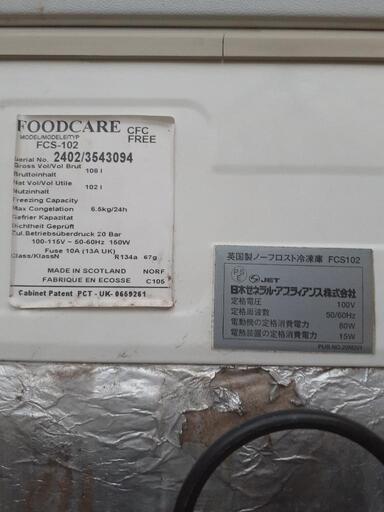 FOODCARE
CFC FREE
MODEL/MODELE/TYP
FCS-102
Serial No. 2402/3543094
Gross Vol/Vol Brut
Bruttoinhalt 108 l
Net Vol/Vol Utile
Nutzinhalt 102 l
Freezing Capacity
Max Congelation 6.5kg/24h
Gefrier Kapazitat
Dichtheit Geprüft
Zul.Betriebsüberdruck 20 Bar
100-115V ~ 50-60Hz 150W
Fuse 10A (13A UK)
Class/KlassN R134a 67g
MADE IN SCOTLAND NORF
FABRIQUE EN ECOSSE C105
Cabinet Patent PCT - UK- 0659261
英国製ノーフロスト冷凍庫 FCS102
PS E JET
日本ゼネラル・アプライアンス株式会社
定格電圧 100V
定格周波数 50/60Hz
電動機の定格消費電力 80W
電熱装置の定格消費電力 15W